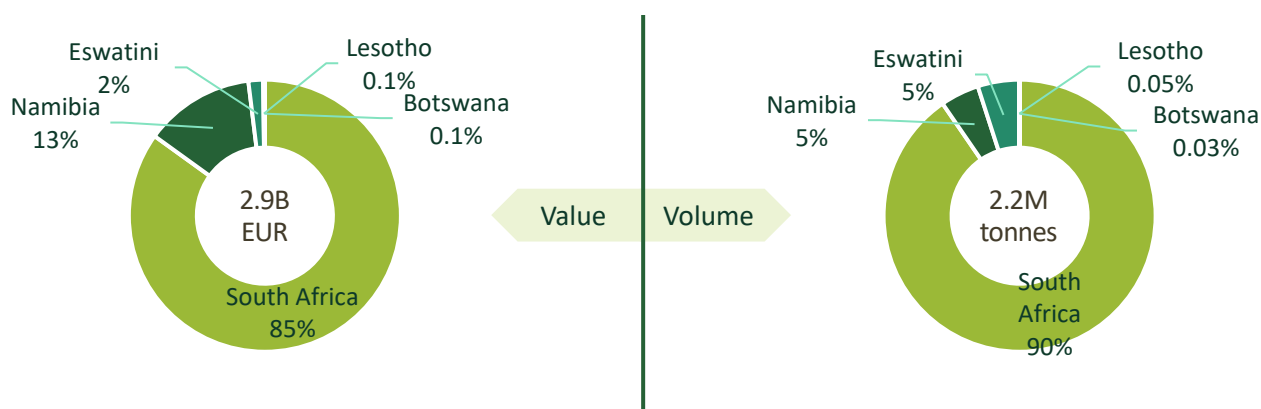 Eswatini
2%
Lesotho
0.1%
Namibia
13%
Botswana
0.1%
2.9B
EUR
South Africa
85%
Value
Volume
Eswatini
5%
Lesotho
0.05%
Namibia
5%
Botswana
0.03%
2.2M
tonnes
South
Africa
90%